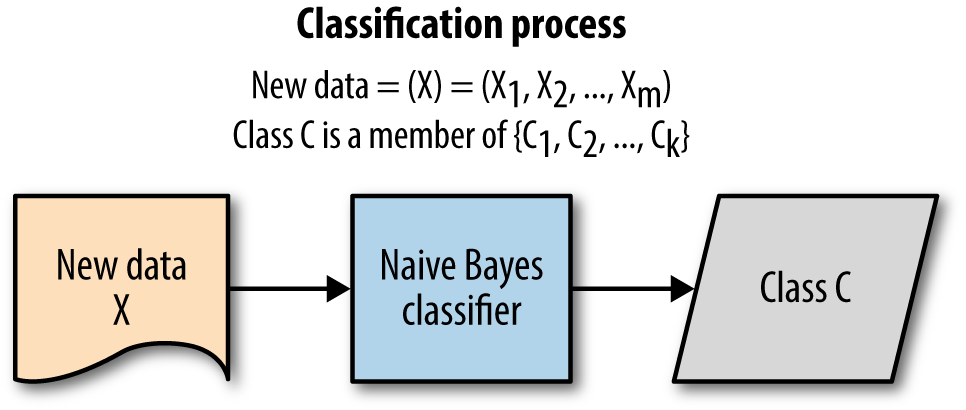 Classification process
New data = (X) = (X₁, X₂, ..., Xₘ)
Class C is a member of {C₁, C₂, ..., Cₖ}
New data
X
Naive Bayes
classifier
Class C